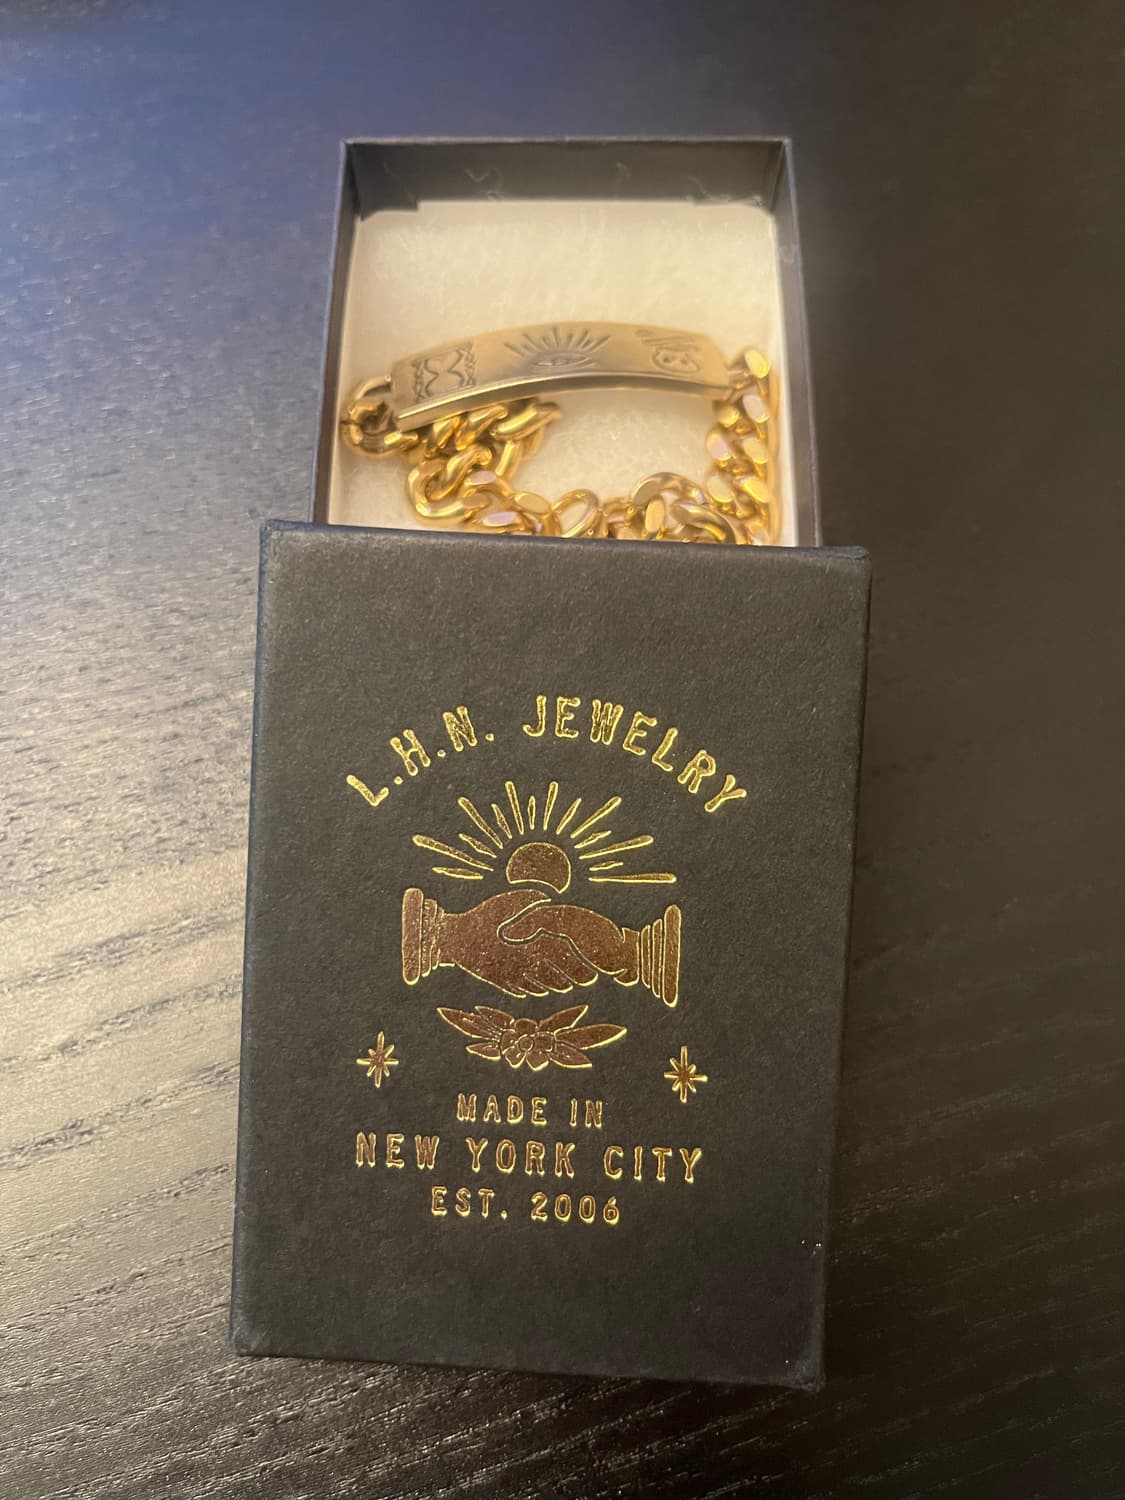 L.H.N. JEWELRY
MADE IN
NEW YORK CITY
EST. 2006